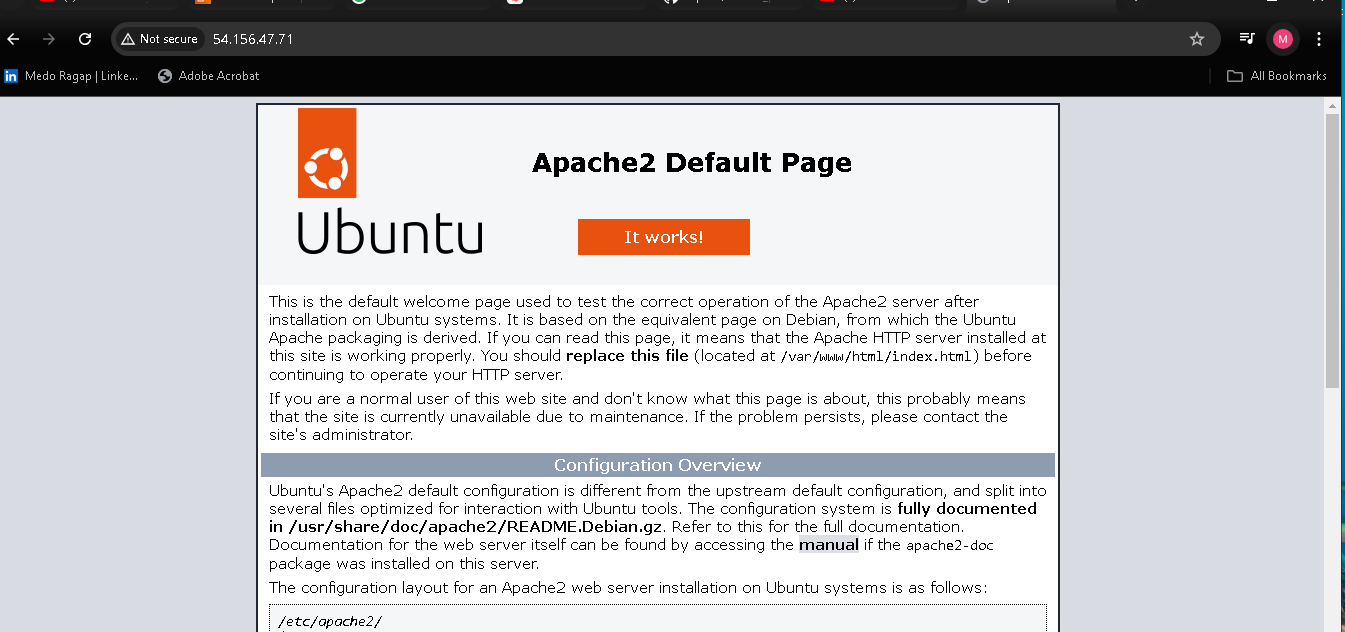 Not secure 54.156.47.71
M
in Medo Ragap | Linke... Adobe Acrobat All Bookmarks
Ubuntu
Apache2 Default Page
It works!
This is the default welcome page used to test the correct operation of the Apache2 server after
installation on Ubuntu systems. It is based on the equivalent page on Debian, from which the Ubuntu
Apache packaging is derived. If you can read this page, it means that the Apache HTTP server installed at
this site is working properly. You should replace this file (located at /var/www/html/index.html) before
continuing to operate your HTTP server.
If you are a normal user of this web site and don't know what this page is about, this probably means
that the site is currently unavailable due to maintenance. If the problem persists, please contact the
site's administrator.
Configuration Overview
Ubuntu's Apache2 default configuration is different from the upstream default configuration, and split into
several files optimized for interaction with Ubuntu tools. The configuration system is fully documented
in /usr/share/doc/apache2/README.Debian.gz. Refer to this for the full documentation.
Documentation for the web server itself can be found by accessing the manual if the apache2-doc
package was installed on this server.
The configuration layout for an Apache2 web server installation on Ubuntu systems is as follows:
/etc/apache2/